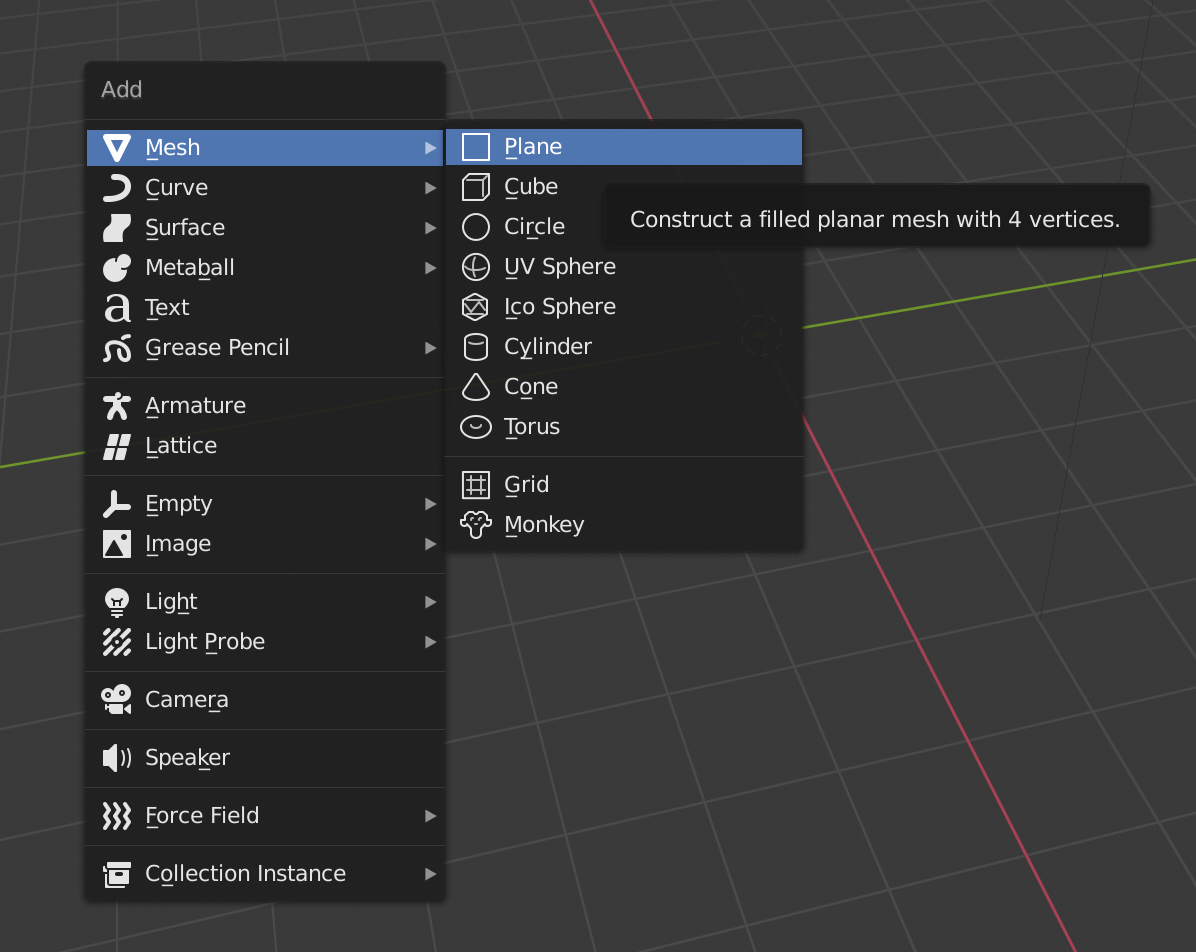 Add
Mesh
Curve
Surface
Metaball
Text
Grease Pencil
Armature
Lattice
Empty
Image
Light
Light Probe
Camera
Speaker
Force Field
Collection Instance
Plane
Cube
Circle
UV Sphere
Ico Sphere
Cylinder
Cone
Torus
Grid
Monkey
Construct a filled planar mesh with 4 vertices.